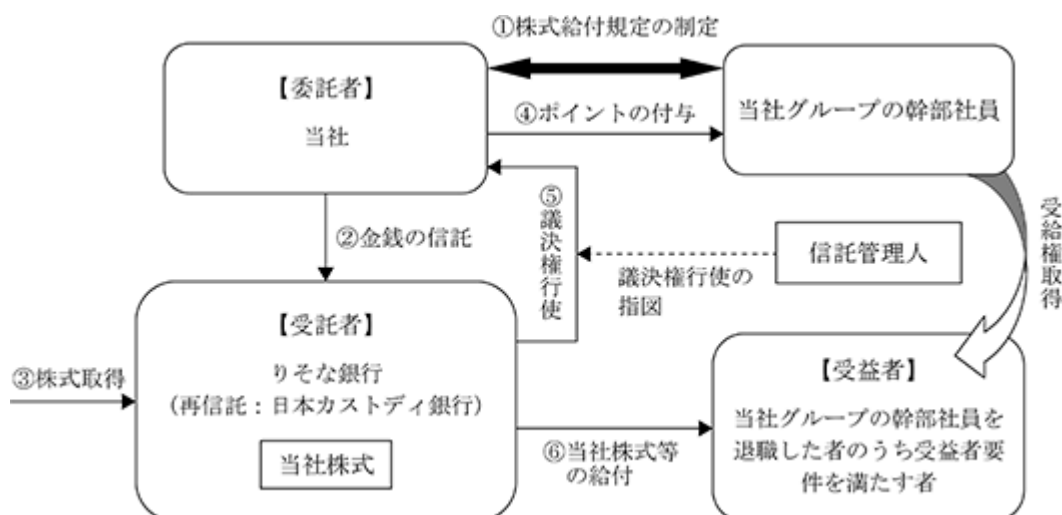 ①株式給付規定の制定
【委託者】
当社
④ポイントの付与
当社グループの幹部社員
②金銭の信託
⑤議決権行使
議決権行使の
指図
信託管理人
受給権取得
【受託者】
りそな銀行
(再信託:日本カストディ銀行)
当社株式
③株式取得
⑥当社株式等
の給付
【受益者】
当社グループの幹部社員を
退職した者のうち受益者要
件を満たす者